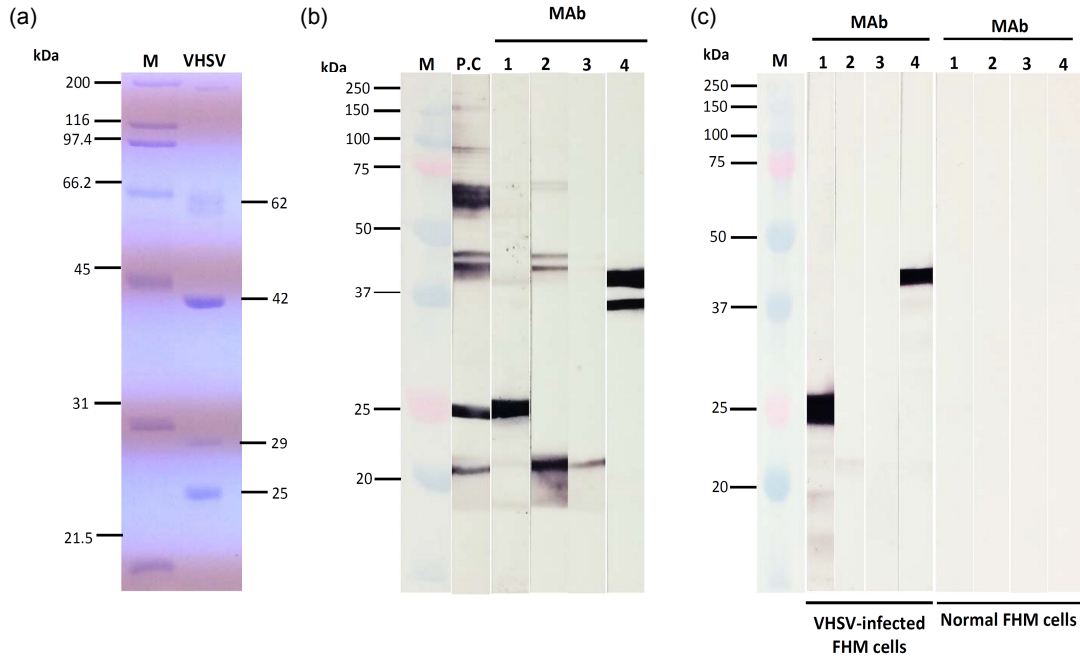 (a)
kDa
M VHSV
200
116
97.4
66.2
45
31
21.5
62
42
29
25
(b)
MAb
kDa
M P.C 1 2 3 4
250
150
100
75
50
37
25
20
(c)
MAb MAb
kDa
M 1 2 3 4 1 2 3 4
250
150
100
75
50
37
25
20
VHSV-infected Normal FHM cells
FHM cells